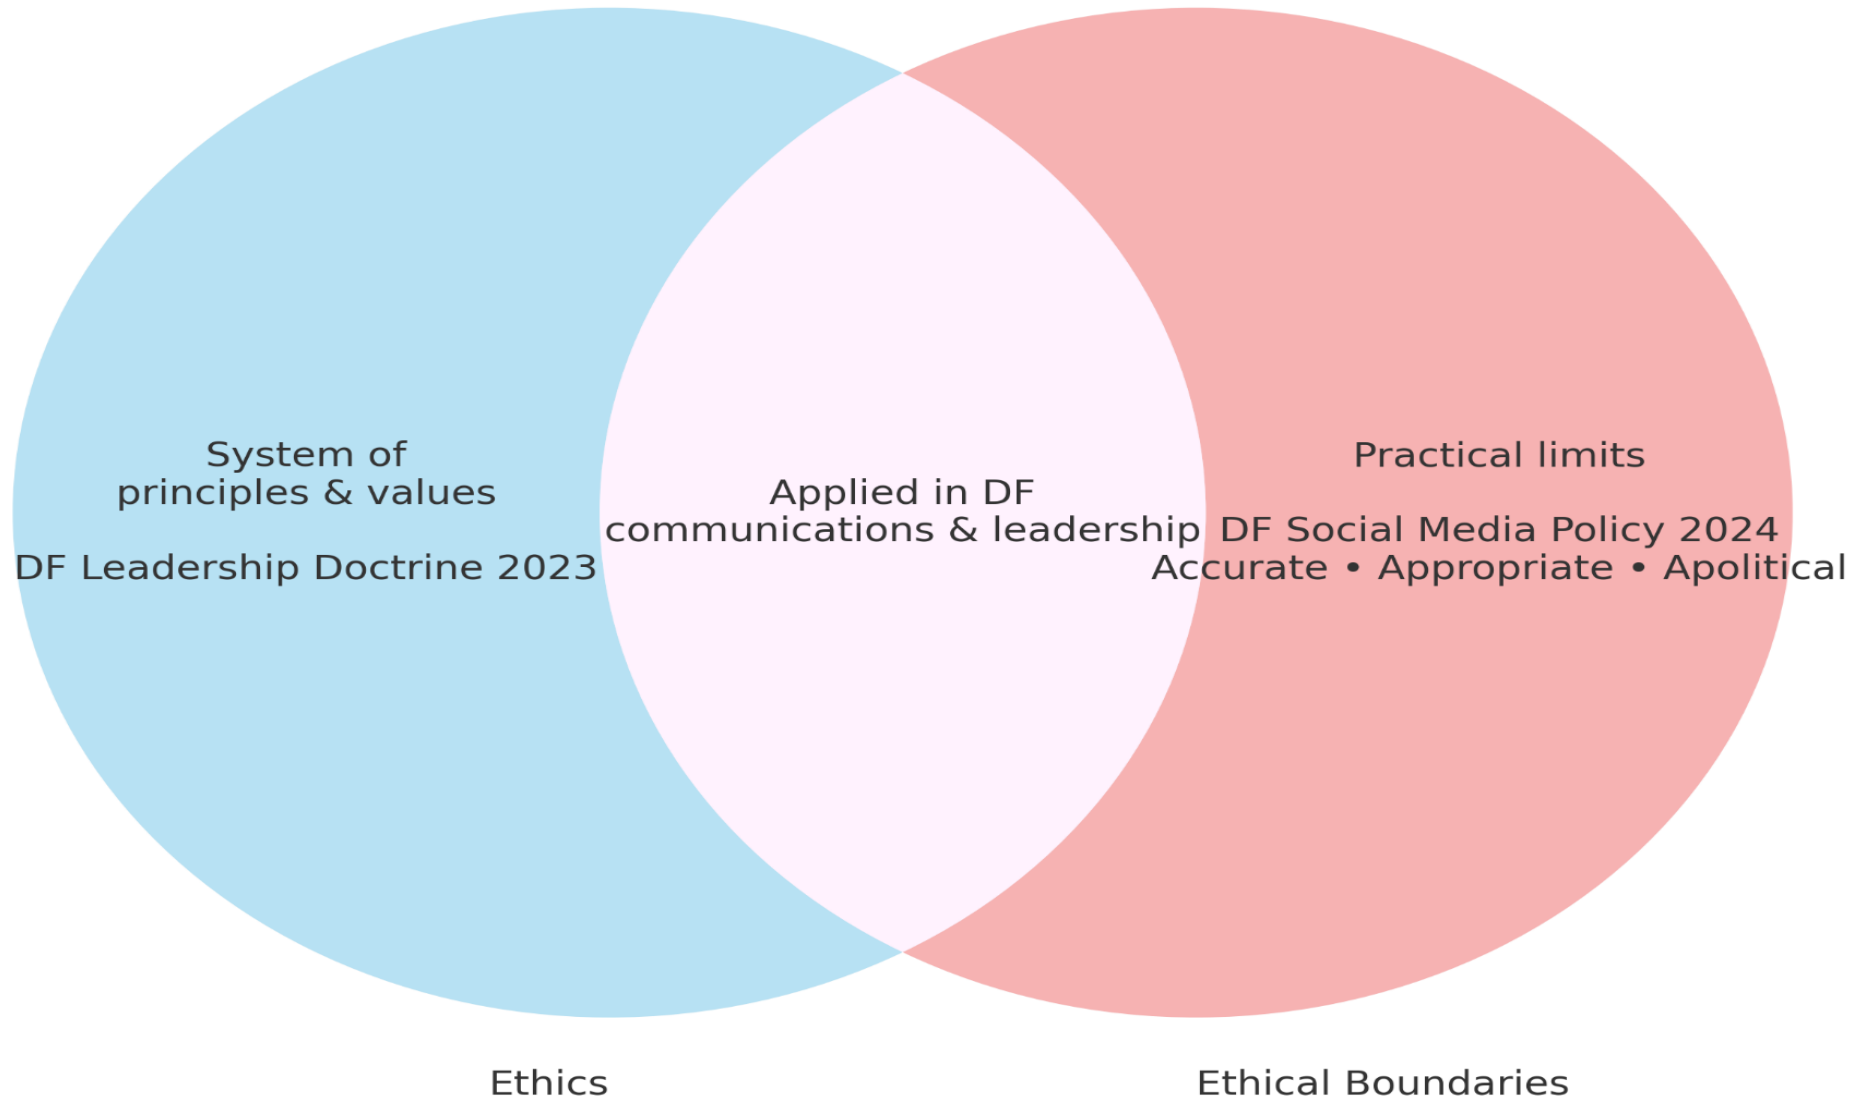 System of
principles & values
DF Leadership Doctrine 2023
Applied in DF
communications & leadership
Practical limits
DF Social Media Policy 2024
Accurate • Appropriate • Apolitical
Ethics
Ethical Boundaries